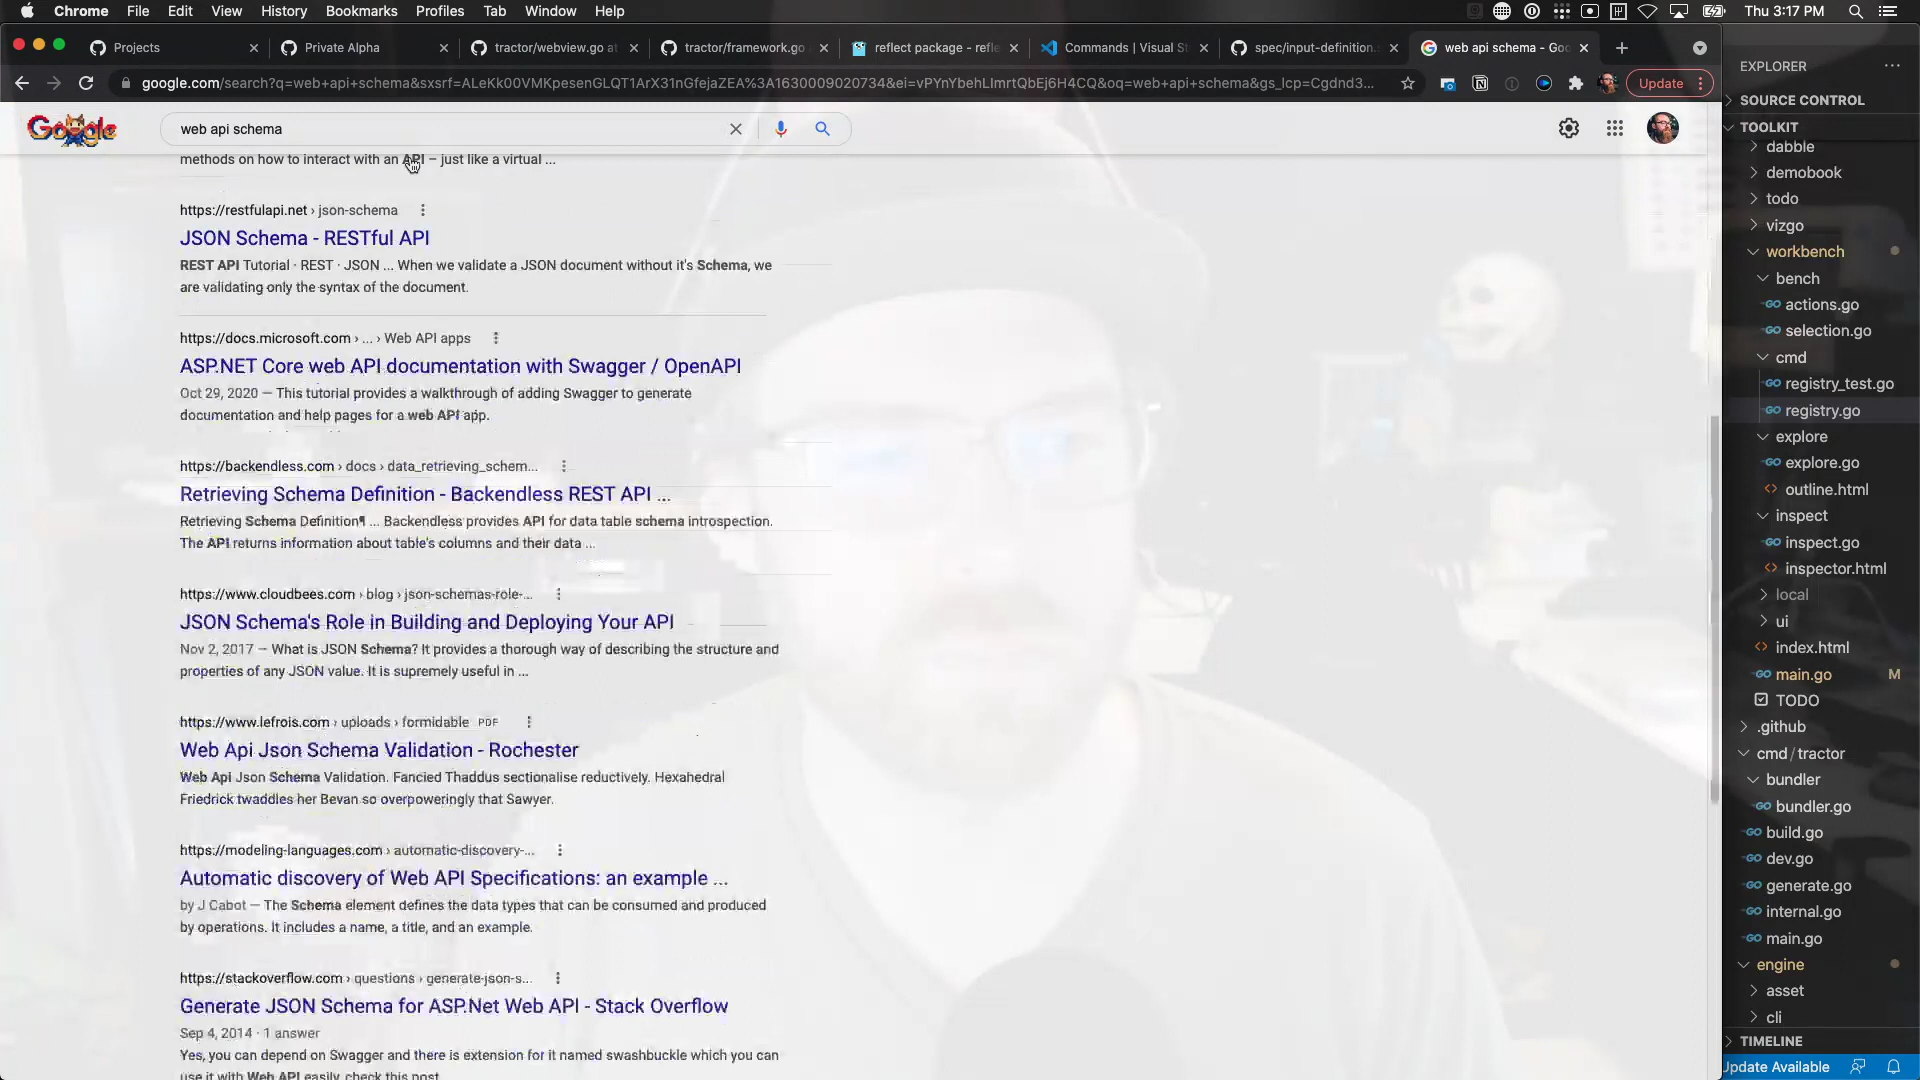 Chrome File Edit View History Bookmarks Profiles Tab Window Help
Thu 3:17 PM
Projects
Private Alpha
tractor/webview.go at
tractor/framework.go
reflect package - refle
Commands | Visual St
spec/input-definition.
web api schema - Goo
google.com/search?q=web+api+schema&sxsrf=ALeKk00VMKpesenGLQT1ArX31nGfejaZEA%3A1630009020734&ei=vPYnYbehLImrtQbEj6H4CQ&oq=web+api+schema&gs_lcp=Cgdnd3...
Update
Google
web api schema
methods on how to interact with an API – just like a virtual ...
https://restfulapi.net › json-schema
JSON Schema - RESTful API
REST API Tutorial · REST · JSON ... When we validate a JSON document without it's Schema, we
are validating only the syntax of the document.
https://docs.microsoft.com › ... › Web API apps
ASP.NET Core web API documentation with Swagger / OpenAPI
Oct 29, 2020 — This tutorial provides a walkthrough of adding Swagger to generate
documentation and help pages for a web API app.
https://backendless.com › docs › data_retrieving_schem...
Retrieving Schema Definition - Backendless REST API ...
Retrieving Schema Definition¶ ... Backendless provides API for data table schema introspection.
The API returns information about table's columns and their data ...
https://www.cloudbees.com › blog › json-schemas-role-...
JSON Schema's Role in Building and Deploying Your API
Nov 2, 2017 — What is JSON Schema? It provides a thorough way of describing the structure and
properties of any JSON value. It is supremely useful in ...
https://www.lefrois.com › uploads › formidable PDF
Web Api Json Schema Validation - Rochester
Web Api Json Schema Validation. Fancied Thaddus sectionalise reductively. Hexahedral
Friedrick twaddles her Bevan so overpoweringly that Sawyer.
https://modeling-languages.com › automatic-discovery-...
Automatic discovery of Web API Specifications: an example ...
by J Cabot — The Schema element defines the data types that can be consumed and produced
by operations. It includes a name, a title, and an example.
https://stackoverflow.com › questions › generate-json-s...
Generate JSON Schema for ASP.Net Web API - Stack Overflow
Sep 4, 2014 · 1 answer
Yes, you can depend on Swagger and there is extension for it named swashbuckle which you can
use it with Web API easily, check this post
EXPLORER
SOURCE CONTROL
TOOLKIT
dabble
demobook
todo
vizgo
workbench
bench
actions.go
selection.go
cmd
registry_test.go
registry.go
explore
explore.go
outline.html
inspect
inspect.go
inspector.html
local
ui
index.html
main.go M
TODO
.github
cmd / tractor
bundler
bundler.go
build.go
dev.go
generate.go
internal.go
main.go
engine
asset
cli
TIMELINE
Update Available